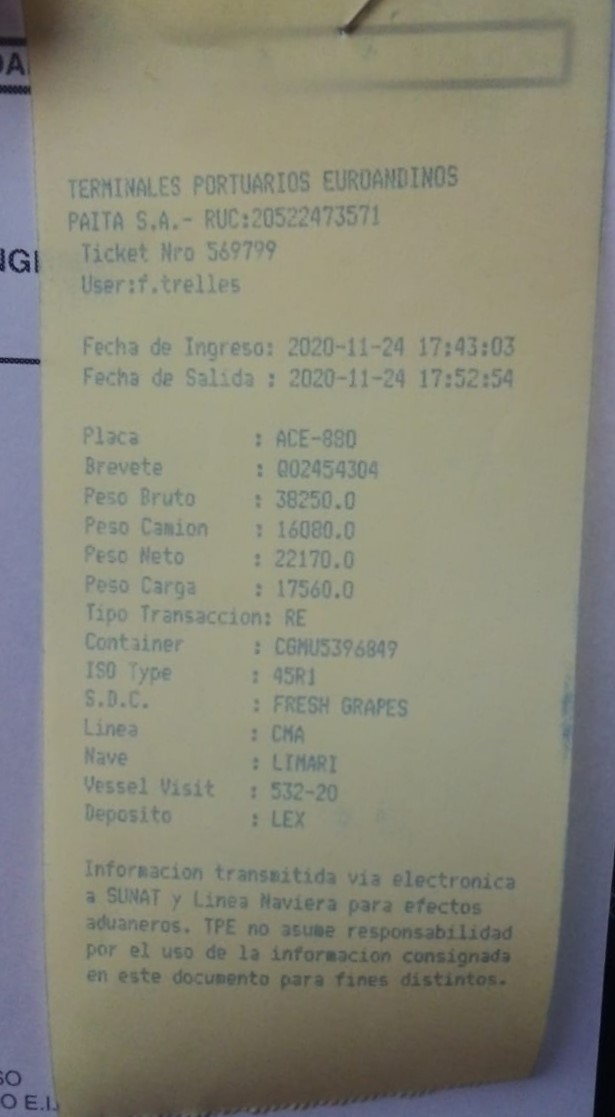 DA
NGI
TERMINALES PORTUARIOS EUROANDINOS
PAITA S.A.- RUC:20522473571
Ticket Nro 569799
User:f.trelles
Fecha de Ingreso: 2020-11-24 17:43:03
Fecha de Salida : 2020-11-24 17:52:54
Placa : ACE-880
Brevete : Q02454304
Peso Bruto : 38250.0
Peso Camion : 16080.0
Peso Neto : 22170.0
Peso Carga : 17560.0
Tipo Transaccion: RE
Container : CGMU5396849
ISO Type : 45R1
S.D.C. : FRESH GRAPES
Linea : CMA
Nave : LIMARI
Vessel Visit : 532-20
Deposito : LEX
Informacion transmitida via electronica
a SUNAT y Linea Naviera para efectos
aduaneros. TPE no asume responsabilidad
por el uso de la informacion consignada
en este documento para fines distintos.
SO
O E.I.